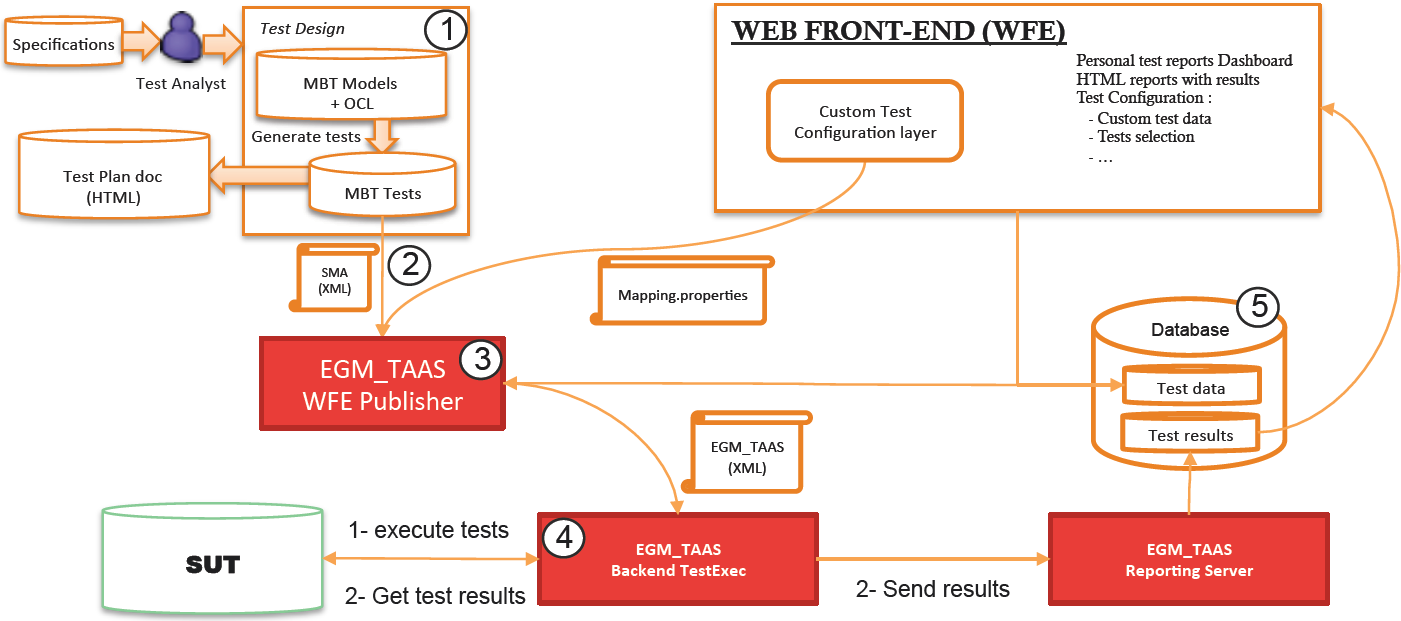 Specifications
Test Analyst
Test Design
1
MBT Models
+ OCL
Generate tests
MBT Tests
Test Plan doc
(HTML)
WEB FRONT-END (WFE)
Personal test reports Dashboard
HTML reports with results
Test Configuration :
- Custom test data
- Tests selection
- ...
Custom Test
Configuration layer
SMA
(XML)
2
Mapping.properties
EGM_TAAS
WFE Publisher
3
5
Database
Test data
Test results
EGM_TAAS
(XML)
SUT
1- execute tests
2- Get test results
4
EGM_TAAS
Backend TestExec
2- Send results
EGM_TAAS
Reporting Server